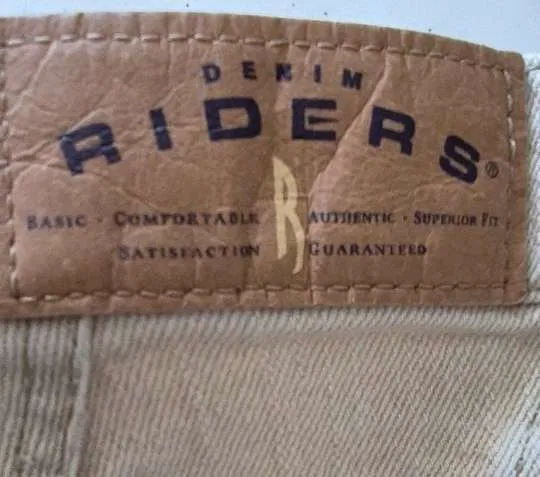 DENIM
RIDERS®
BASIC · COMFORTABLE R AUTHENTIC · SUPERIOR FIT
SATISFACTION GUARANTEED